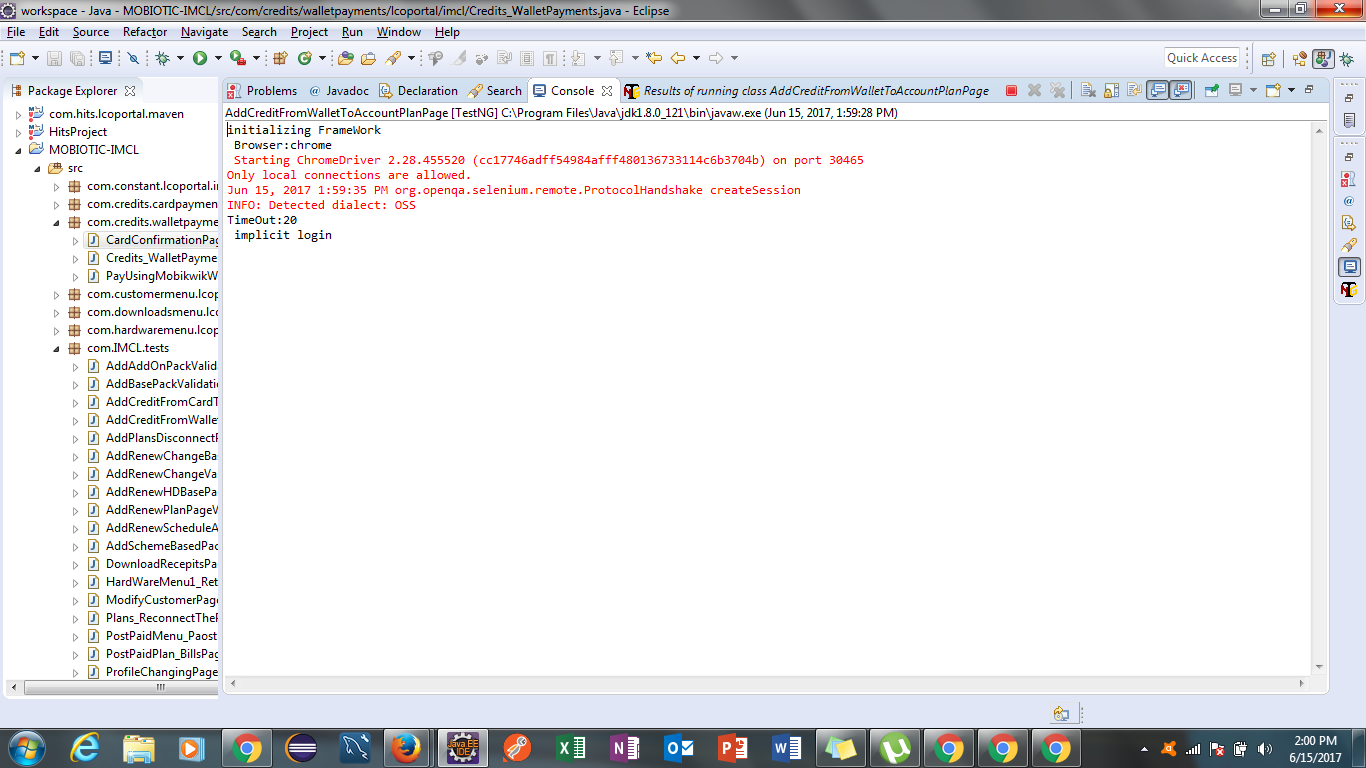 workspace - Java - MOBIOTIC-IMCL/src/com/credits/walletpayments/lcoportal/imcl/Credits_WalletPayments.java - Eclipse
File Edit Source Refactor Navigate Search Project Run Window Help
Quick Access
Package Explorer
Problems @ Javadoc Declaration Search Console Results of running class AddCreditFromWalletToAccountPlanPage
AddCreditFromWalletToAccountPlanPage [TestNG] C:\Program Files\Java\jdk1.8.0_121\bin\javaw.exe (Jun 15, 2017, 1:59:28 PM)
initializing FrameWork
Browser:chrome
Starting ChromeDriver 2.28.455520 (cc17746adff54984afff480136733114c6b3704b) on port 30465
Only local connections are allowed.
Jun 15, 2017 1:59:35 PM org.openqa.selenium.remote.ProtocolHandshake createSession
INFO: Detected dialect: OSS
TimeOut:20
implicit login
com.hits.lcoportal.maven
HitsProject
MOBIOTIC-IMCL
src
com.constant.lcoportal.i
com.credits.cardpaymen
com.credits.walletpayme
CardConfirmationPag
Credits_WalletPayme
PayUsingMobikwikW
com.customermenu.lcop
com.downloadsmenu.lco
com.hardwaremenu.lcop
com.IMCL.tests
AddAddOnPackValid
AddBasePackValidati
AddCreditFromCardT
AddCreditFromWalle
AddPlansDisconnect
AddRenewChangeBa
AddRenewChangeVa
AddRenewHDBasePa
AddRenewPlanPageV
AddRenewScheduleA
AddSchemeBasedPac
DownloadRecepitsPa
HardWareMenu1_Ret
ModifyCustomerPag
Plans_ReconnectThe
PostPaidMenu_Paost
PostPaidPlan_BillsPag
ProfileChangingPage
Java EE
IDE
2:00 PM
6/15/2017